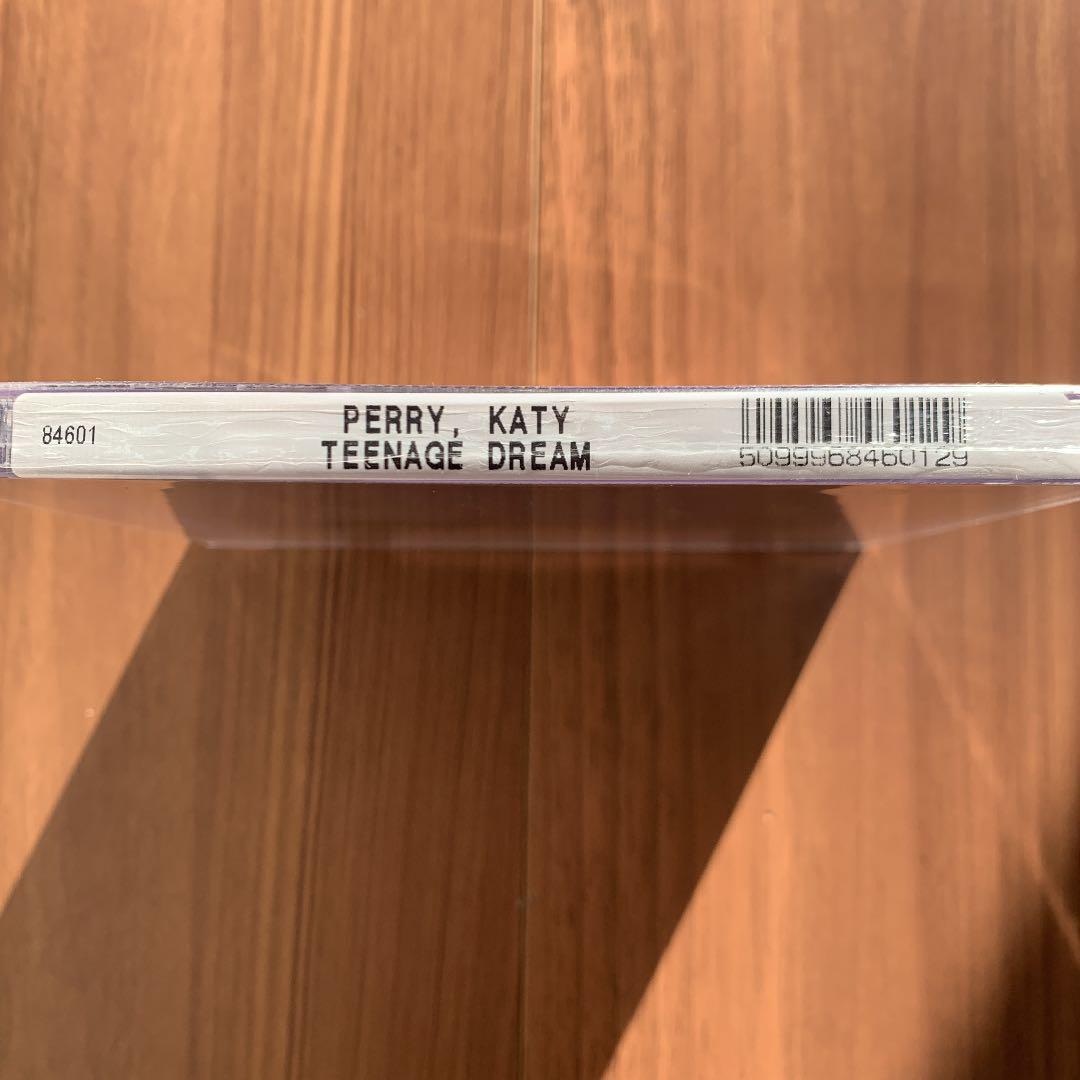 84601
PERRY, KATY
TEENAGE DREAM
5099968460129